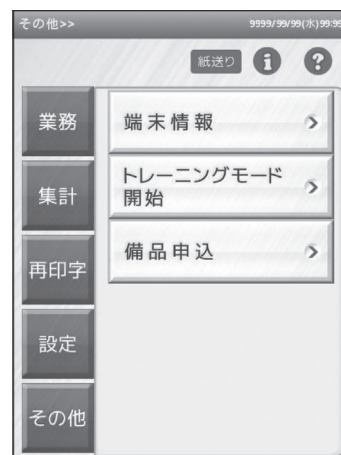 その他>>
9999/99/99(水)99:99
紙送り
i
?
業務
集計
再印字
設定
その他
端末情報
トレーニングモード
開始
備品申込